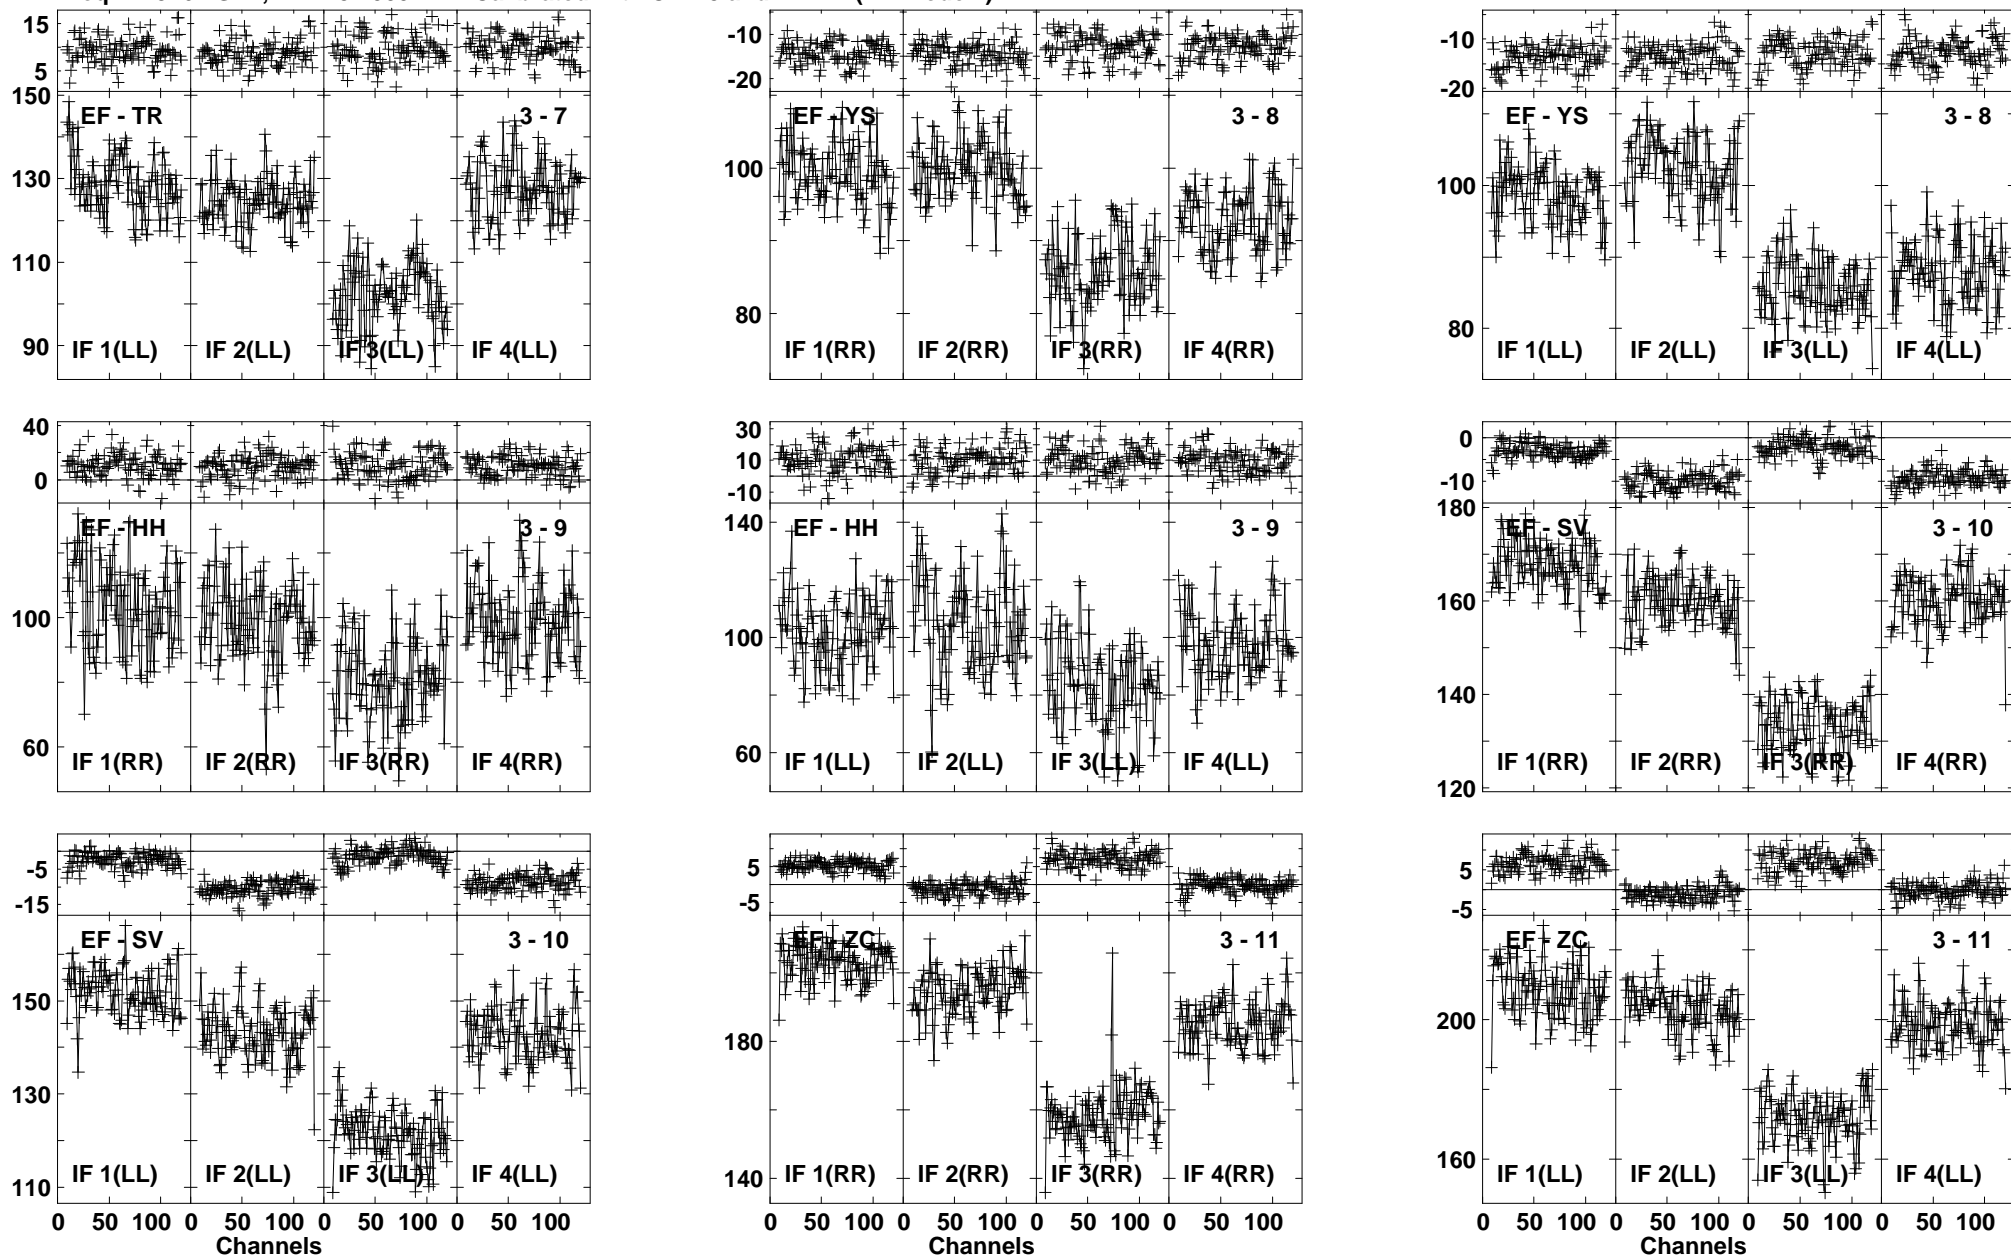 15
5
150
130
110
90
EF - TR
3 - 7
IF 1(LL)
IF 2(LL)
IF 3(LL)
IF 4(LL)
-10
-20
100
80
EF - YS
3 - 8
IF 1(RR)
IF 2(RR)
IF 3(RR)
IF 4(RR)
-10
-20
100
80
EF - YS
3 - 8
IF 1(LL)
IF 2(LL)
IF 3(LL)
IF 4(LL)
40
0
100
60
EF - HH
3 - 9
IF 1(RR)
IF 2(RR)
IF 3(RR)
IF 4(RR)
30
10
-10
140
100
60
EF - HH
3 - 9
IF 1(LL)
IF 2(LL)
IF 3(LL)
IF 4(LL)
0
-10
180
160
140
120
EF - SV
3 - 10
IF 1(RR)
IF 2(RR)
IF 3(RR)
IF 4(RR)
-5
-15
150
130
110
EF - SV
3 - 10
IF 1(LL)
IF 2(LL)
IF 3(LL)
IF 4(LL)
0 50 100 0 50 100 0 50 100 0 50 100
Channels
5
-5
180
140
EF - ZC
3 - 11
IF 1(RR)
IF 2(RR)
IF 3(RR)
IF 4(RR)
0 50 100 0 50 100 0 50 100 0 50 100
Channels
5
-5
200
160
EF - ZC
3 - 11
IF 1(LL)
IF 2(LL)
IF 3(LL)
IF 4(LL)
0 50 100 0 50 100 0 50 100 0 50 100
Channels